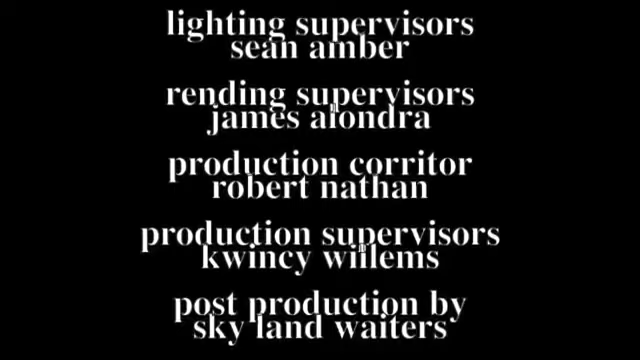 lighting supervisors
sean amber
rending supervisors
james alondra
production corritor
robert nathan
production supervisors
kwincy willems
post production by
sky land waiters